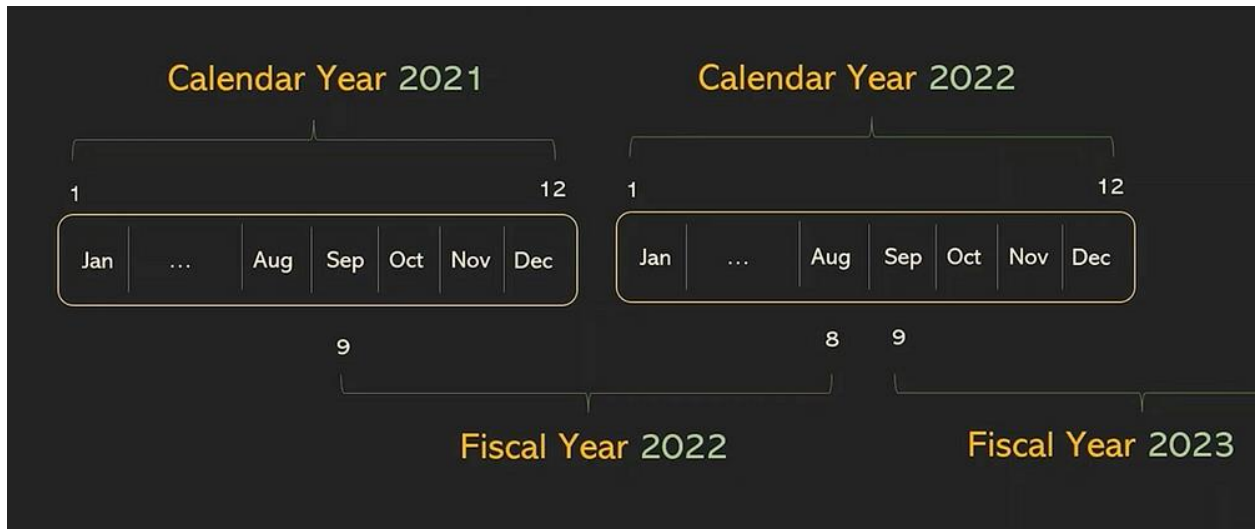 Calendar Year 2021 Calendar Year 2022
1 12 1 12
Jan ... Aug Sep Oct Nov Dec Jan ... Aug Sep Oct Nov Dec
9 8 9
Fiscal Year 2022 Fiscal Year 2023